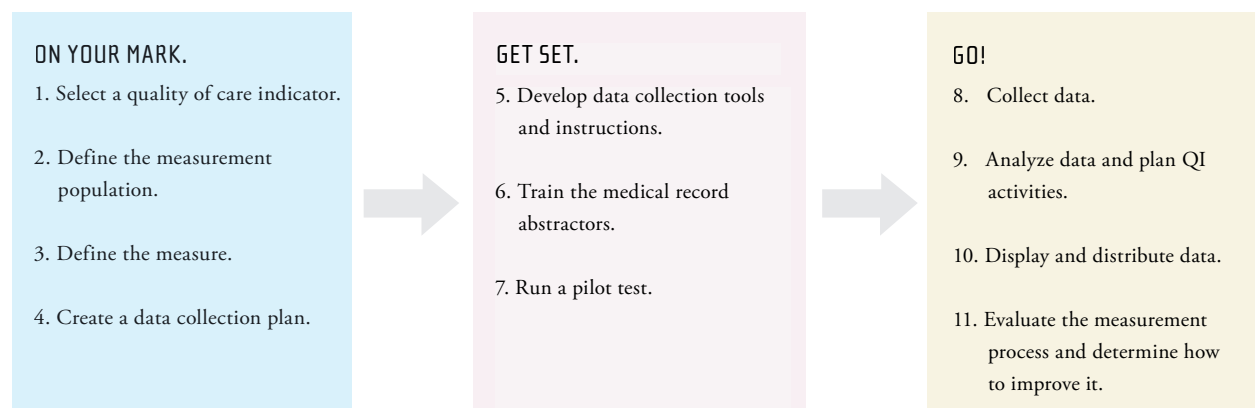 ON YOUR MARK.
1. Select a quality of care indicator.
2. Define the measurement
population.
3. Define the measure.
4. Create a data collection plan.
GET SET.
5. Develop data collection tools
and instructions.
6. Train the medical record
abstractors.
7. Run a pilot test.
GO!
8. Collect data.
9. Analyze data and plan QI
activities.
10. Display and distribute data.
11. Evaluate the measurement
process and determine how
to improve it.